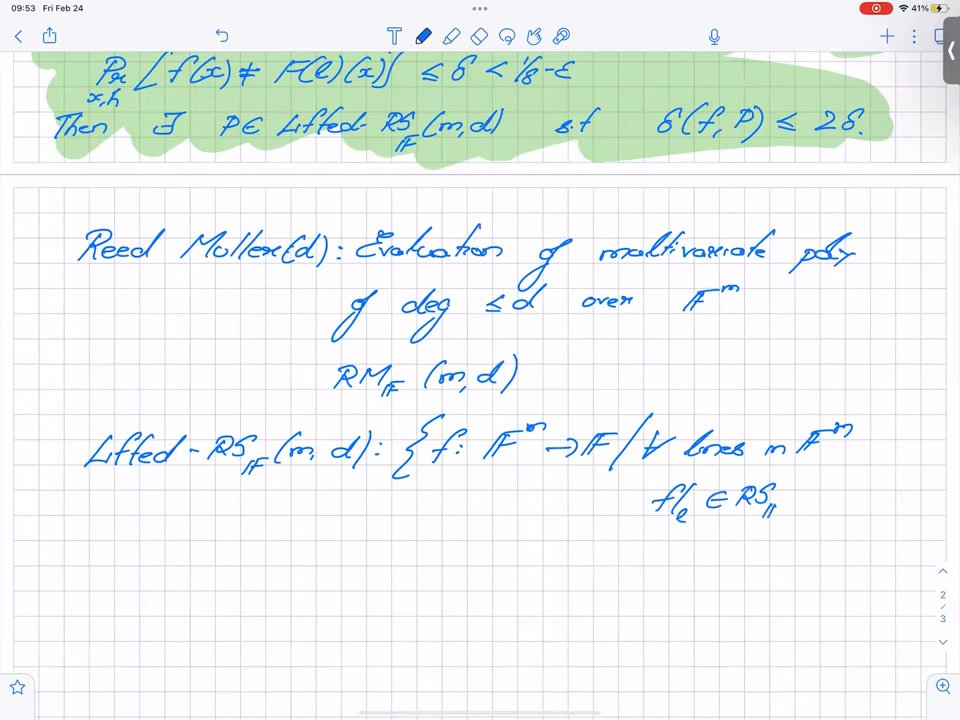 09:53 Fri Feb 24
41%
Pr [f(x) ≠ F(l)(x)] ≤ δ < 1/8 - ε
x,h
Then ∃ P ∈ Lifted-RS_𝔽 (m,d) s.t δ(f, P) ≤ 2δ.
Reed Muller(d): Evaluation of multivariate poly
of deg ≤ d over 𝔽^m
RM_𝔽 (m,d)
Lifted-RS_𝔽 (m, d): { f: 𝔽^m → 𝔽 / ∀ lines in 𝔽^m
f|_l ∈ RS
2
/
3